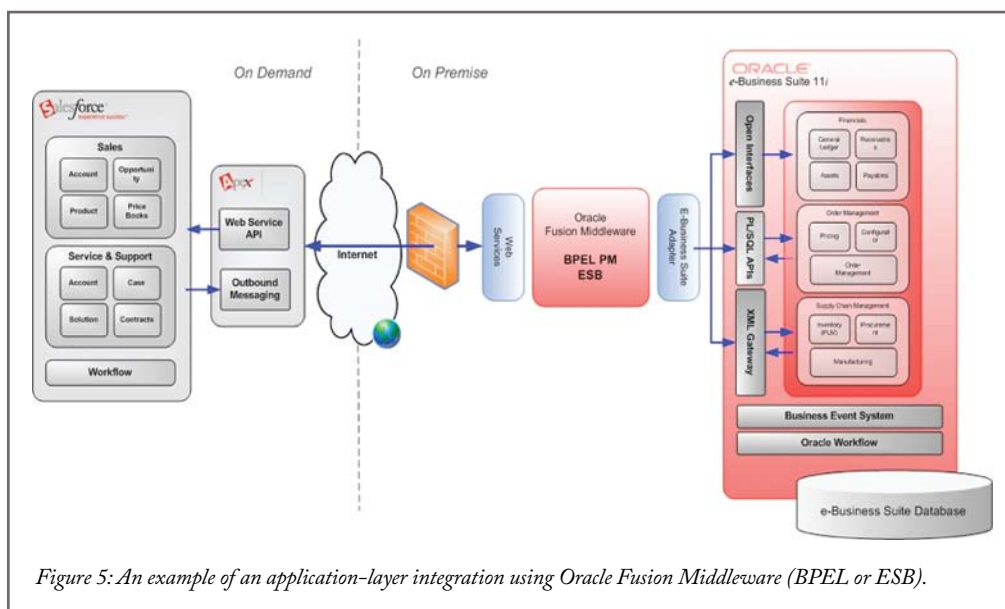 On Demand
On Premise
Salesforce
Sales
Account
Opportuni
ty
Product
Price
Books
Service & Support
Account
Case
Solution
Contracts
Workflow
Apex
Web Service
API
Outbound
Messaging
Internet
Web
Services
Oracle
Fusion Middleware
BPEL PM
ESB
E-Business Suite
Adapter
ORACLE
e-Business Suite 11i
Open Interfaces
PL/SQL APIs
XML Gateway
Financials
General
Ledger
Receivable
s
Assets
Payables
Order Management
Pricing
Configurat
or
Order
Management
Supply Chain Management
Inventory
(PLM)
Procureme
nt
Manufacturing
Business Event System
Oracle Workflow
e-Business Suite Database
Figure 5: An example of an application-layer integration using Oracle Fusion Middleware (BPEL or ESB).